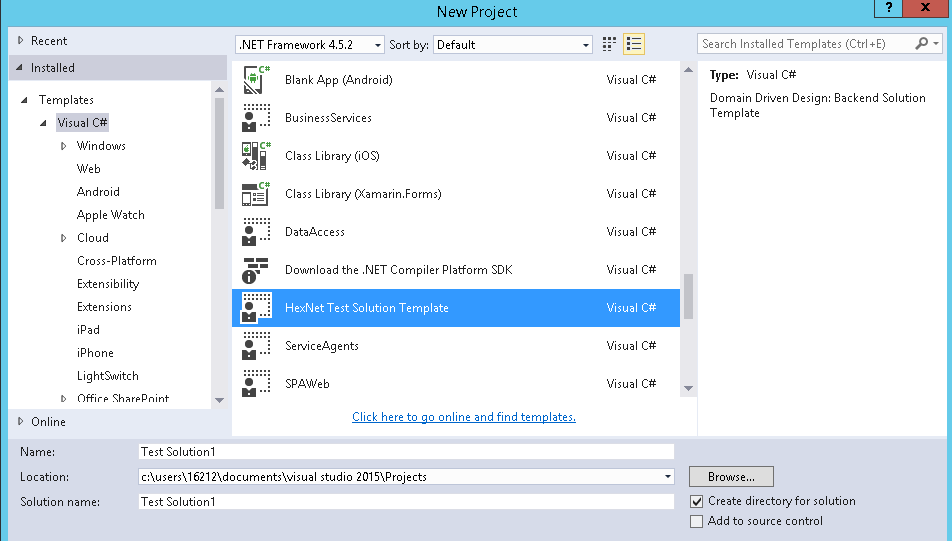 New Project
?
x
Recent
.NET Framework 4.5.2
Sort by:
Default
Search Installed Templates (Ctrl+E)
Installed
Templates
Visual C#
Windows
Web
Android
Apple Watch
Cloud
Cross-Platform
Extensibility
Extensions
iPad
iPhone
LightSwitch
Office SharePoint
Online
Blank App (Android) Visual C#
BusinessServices Visual C#
Class Library (iOS) Visual C#
Class Library (Xamarin.Forms) Visual C#
DataAccess Visual C#
Download the .NET Compiler Platform SDK Visual C#
HexNet Test Solution Template Visual C#
ServiceAgents Visual C#
SPAWeb Visual C#
Click here to go online and find templates.
Type: Visual C#
Domain Driven Design: Backend Solution
Template
Name: Test Solution1
Location: c:\users\16212\documents\visual studio 2015\Projects
Browse...
Solution name: Test Solution1
Create directory for solution
Add to source control